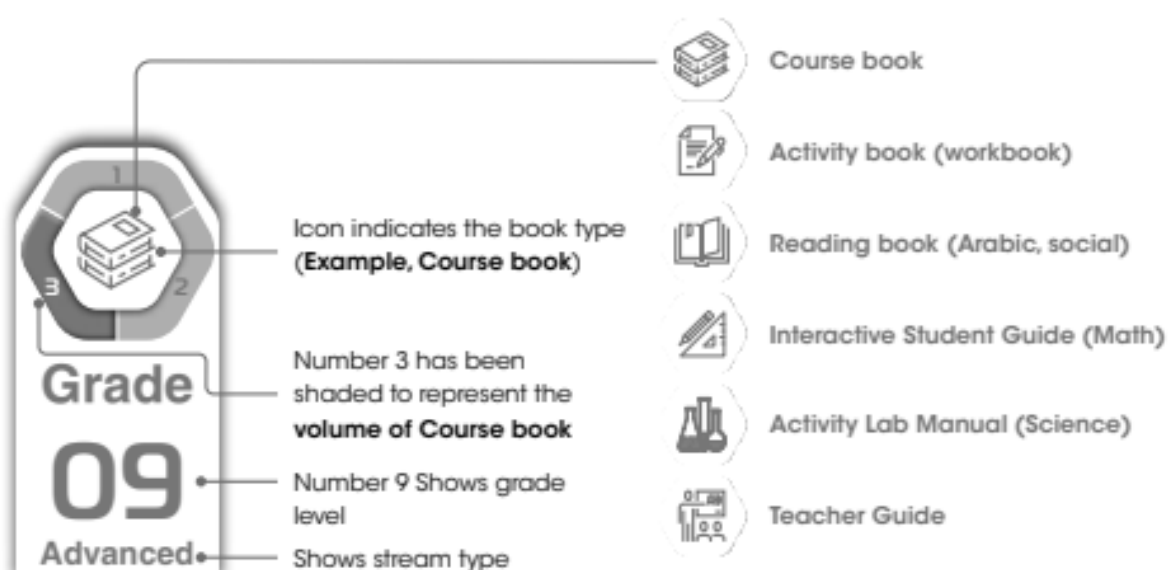 Course book
Activity book (workbook)
Reading book (Arabic, social)
Interactive Student Guide (Math)
Activity Lab Manual (Science)
Teacher Guide
1
3
2
Grade
09
Advanced
Icon indicates the book type
(Example, Course book)
Number 3 has been
shaded to represent the
volume of Course book
Number 9 Shows grade
level
Shows stream type